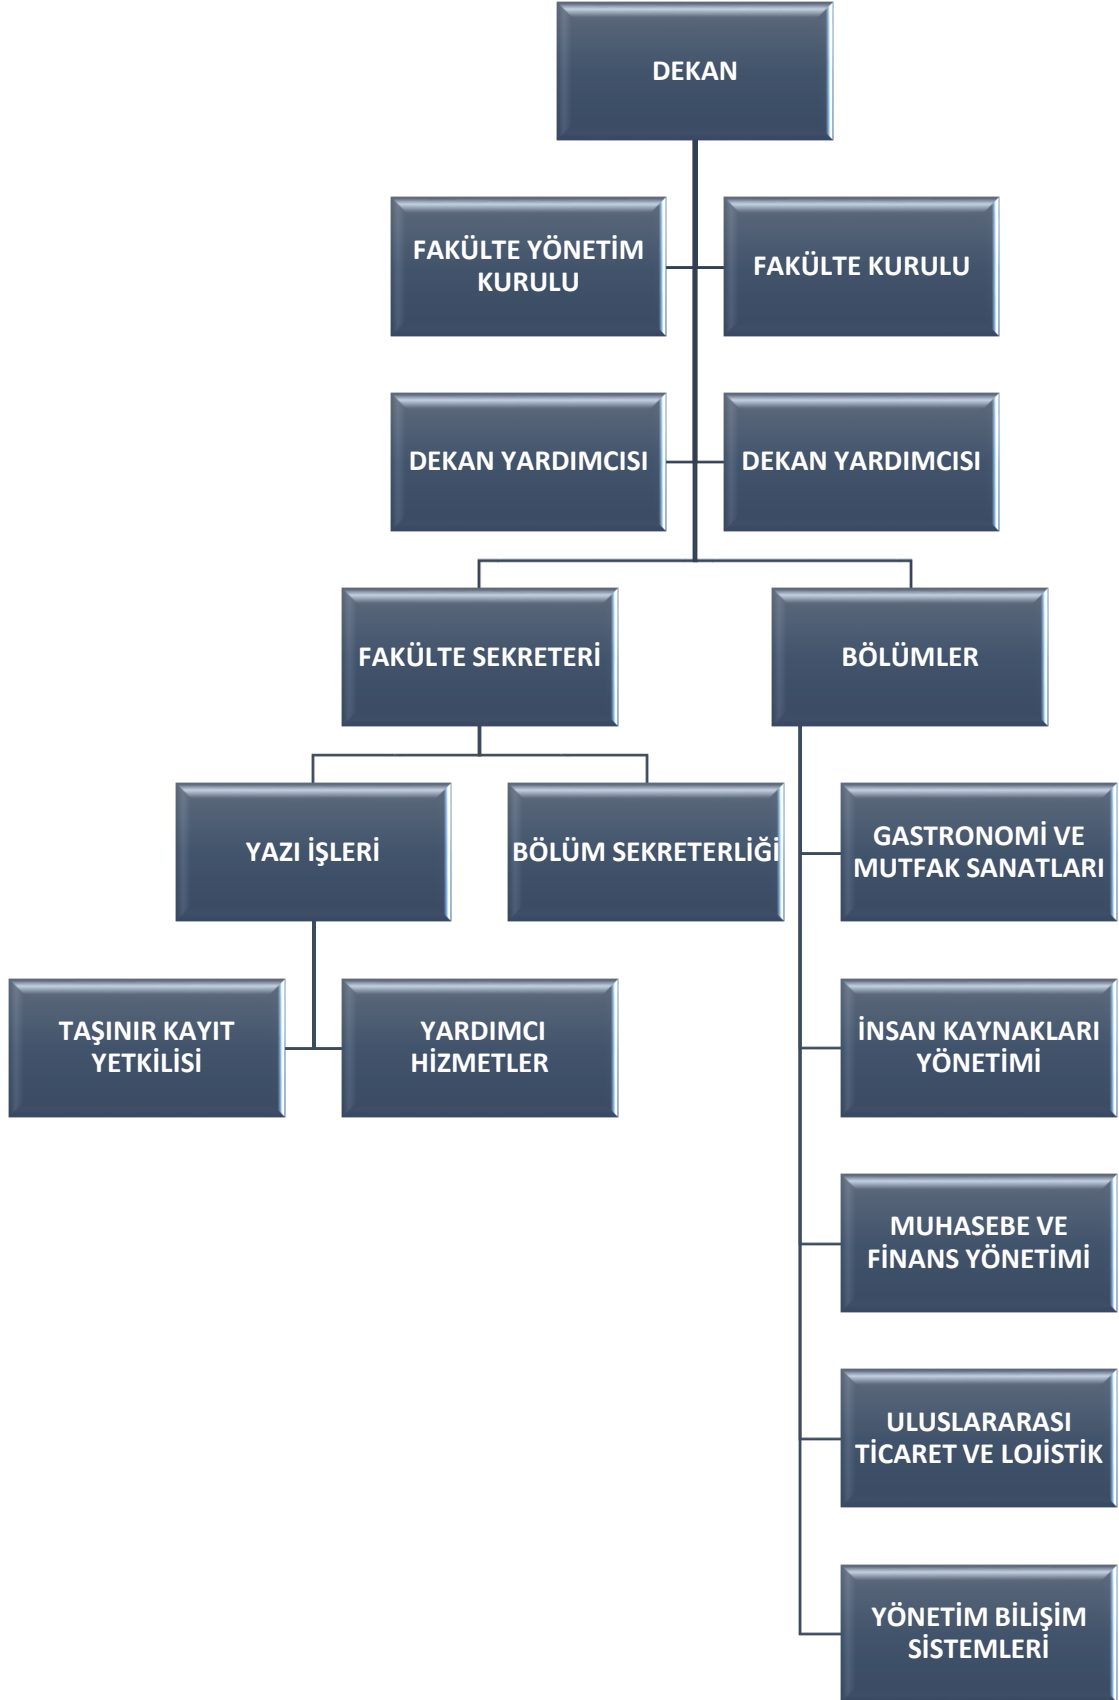 DEKAN
FAKÜLTE YÖNETİM
KURULU
FAKÜLTE KURULU
DEKAN YARDIMCISI
DEKAN YARDIMCISI
FAKÜLTE SEKRETERİ
BÖLÜMLER
YAZI İŞLERİ
BÖLÜM SEKRETERLİĞİ
GASTRONOMİ VE
MUTFAK SANATLARI
TAŞINIR KAYIT
YETKİLİSİ
YARDIMCI
HİZMETLER
İNSAN KAYNAKLARI
YÖNETİMİ
MUHASEBE VE
FİNANS YÖNETİMİ
ULUSLARARASI
TİCARET VE LOJİSTİK
YÖNETİM BİLİŞİM
SİSTEMLERİ